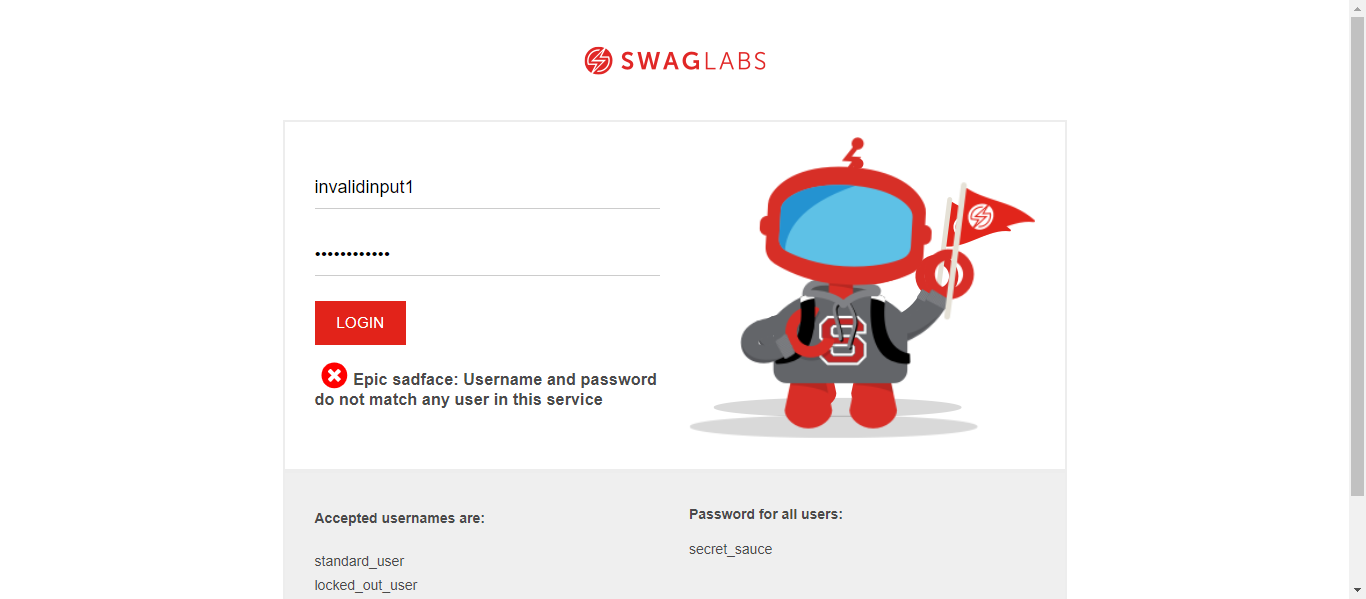 SWAGLABS
invalidinput1
••••••••••••
LOGIN
Epic sadface: Username and password
do not match any user in this service
S
Accepted usernames are:
standard_user
locked_out_user
Password for all users:
secret_sauce